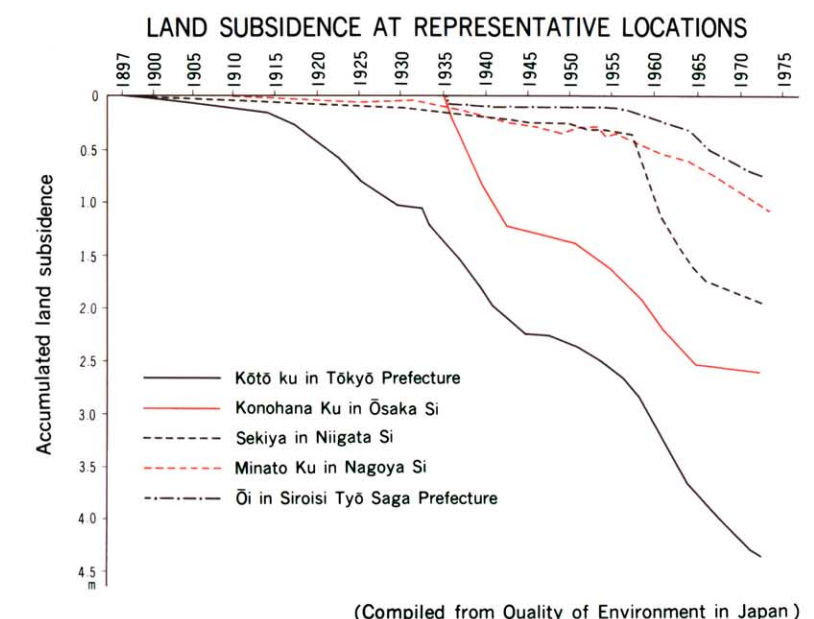 LAND SUBSIDENCE AT REPRESENTATIVE LOCATIONS
1897 1900 1905 1910 1915 1920 1925 1930 1935 1940 1945 1950 1955 1960 1965 1970 1975
Accumulated land subsidence
0
0.5
1.0
1.5
2.0
2.5
3.0
3.5
4.0
4.5
m
Kōtō ku in Tōkyō Prefecture
Konohana Ku in Ōsaka Si
Sekiya in Niigata Si
Minato Ku in Nagoya Si
Ōi in Siroisi Tyō Saga Prefecture
(Compiled from Quality of Environment in Japan)